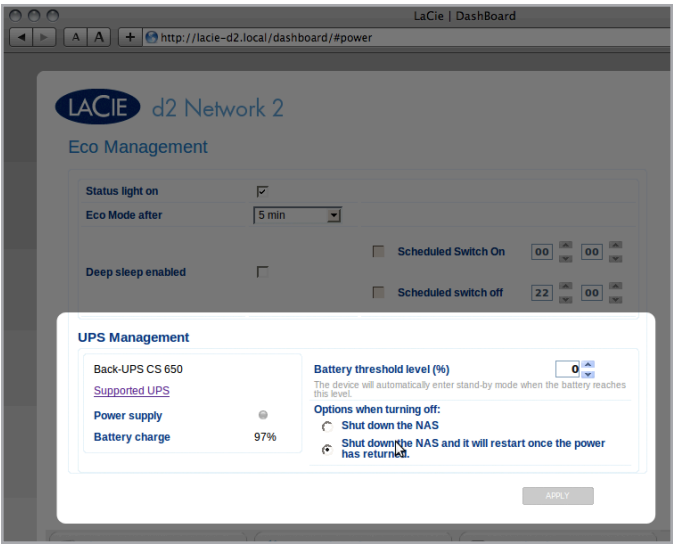 LaCie | DashBoard
A A + http://lacie-d2.local/dashboard/#power
LACIE d2 Network 2
Eco Management
Status light on
Eco Mode after 5 min
Scheduled Switch On 00 00
Deep sleep enabled
Scheduled switch off 22 00
UPS Management
Back-UPS CS 650
Supported UPS
Power supply
Battery charge 97%
Battery threshold level (%) 0
The device will automatically enter stand-by mode when the battery reaches
this level.
Options when turning off:
Shut down the NAS
Shut down the NAS and it will restart once the power
has returned.
APPLY